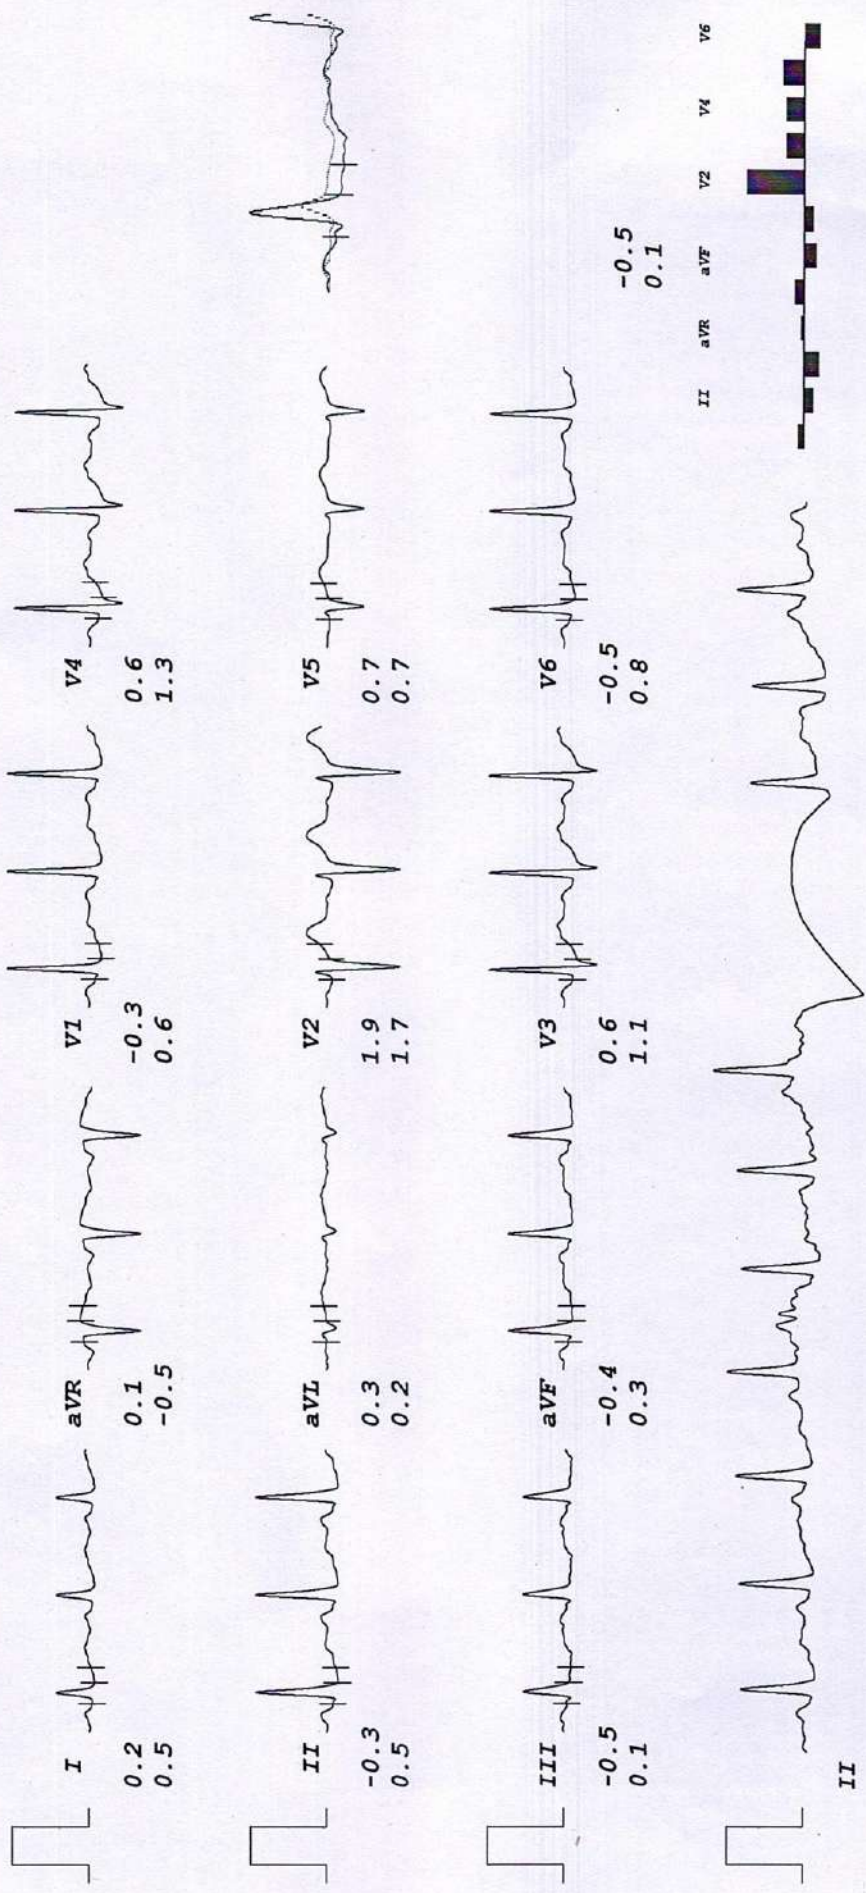 I aVR V1 V4
0.2 0.1 -0.3 0.6
0.5 -0.5 0.6 1.3
II aVL V2 V5
-0.3 0.3 1.9 0.7
0.5 0.2 1.7 0.7
III aVF V3 V6
-0.5 -0.4 0.6 -0.5
0.1 0.3 1.1 0.8
-0.5
0.1
II aVR aVF V2 V4 V6
II